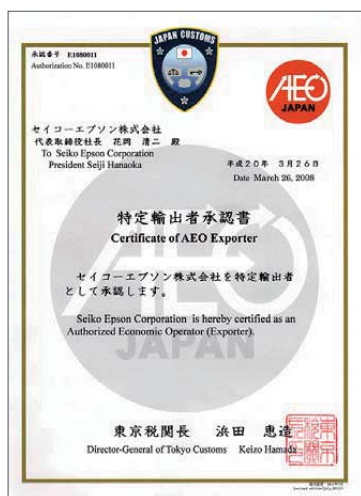 JAPAN CUSTOMS
承認番号 E1080011
Authorization No. E1080011
AEO
JAPAN
セイコーエプソン株式会社
代表取締役社長 花岡 清二 殿
To Seiko Epson Corporation
President Seiji Hanaoka
平成20年 3月26日
Date March 26, 2008
特定輸出者承認書
Certificate of AEO Exporter
セイコーエプソン株式会社を特定輸出者
として承認します。
Seiko Epson Corporation is hereby certified as an
Authorized Economic Operator (Exporter).
AEO
JAPAN
東京税関長 浜田 恵造
Director-General of Tokyo Customs Keizo Hamada